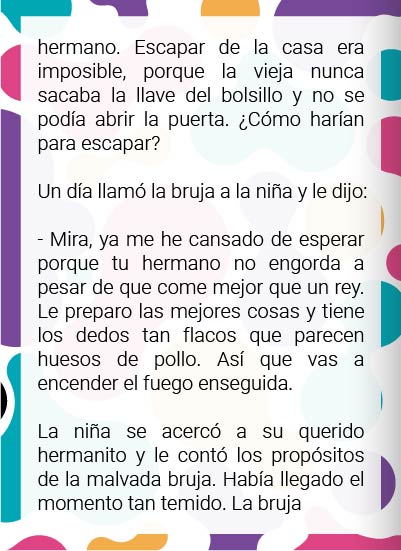 hermano. Escapar de la casa era
imposible, porque la vieja nunca
sacaba la llave del bolsillo y no se
podía abrir la puerta. ¿Cómo harían
para escapar?
Un día llamó la bruja a la niña y le dijo:
- Mira, ya me he cansado de esperar
porque tu hermano no engorda a
pesar de que come mejor que un rey.
Le preparo las mejores cosas y tiene
los dedos tan flacos que parecen
huesos de pollo. Así que vas a
encender el fuego enseguida.
La niña se acercó a su querido
hermanito y le contó los propósitos
de la malvada bruja. Había llegado el
momento tan temido. La bruja